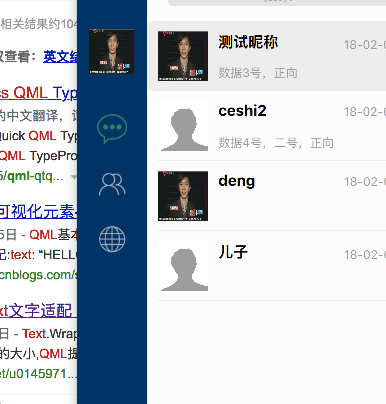 相关结果约104
又查看: 英文结
cs QML Typ
的中文翻译，请
Quick QML Typ
QML TypePro
5/qml-qtq...
可视化元素-
5日 - QML基本
记:text: "HELLO
cnblogs.com/s
xt文字适配
日 - Text.Wrap
的大小,QML提
et/u0145971...
测试昵称 18-02-0
数据3号，正向
ceshi2 18-02-0
数据4号，二号，正向
deng 18-02-0
儿子 18-02-0